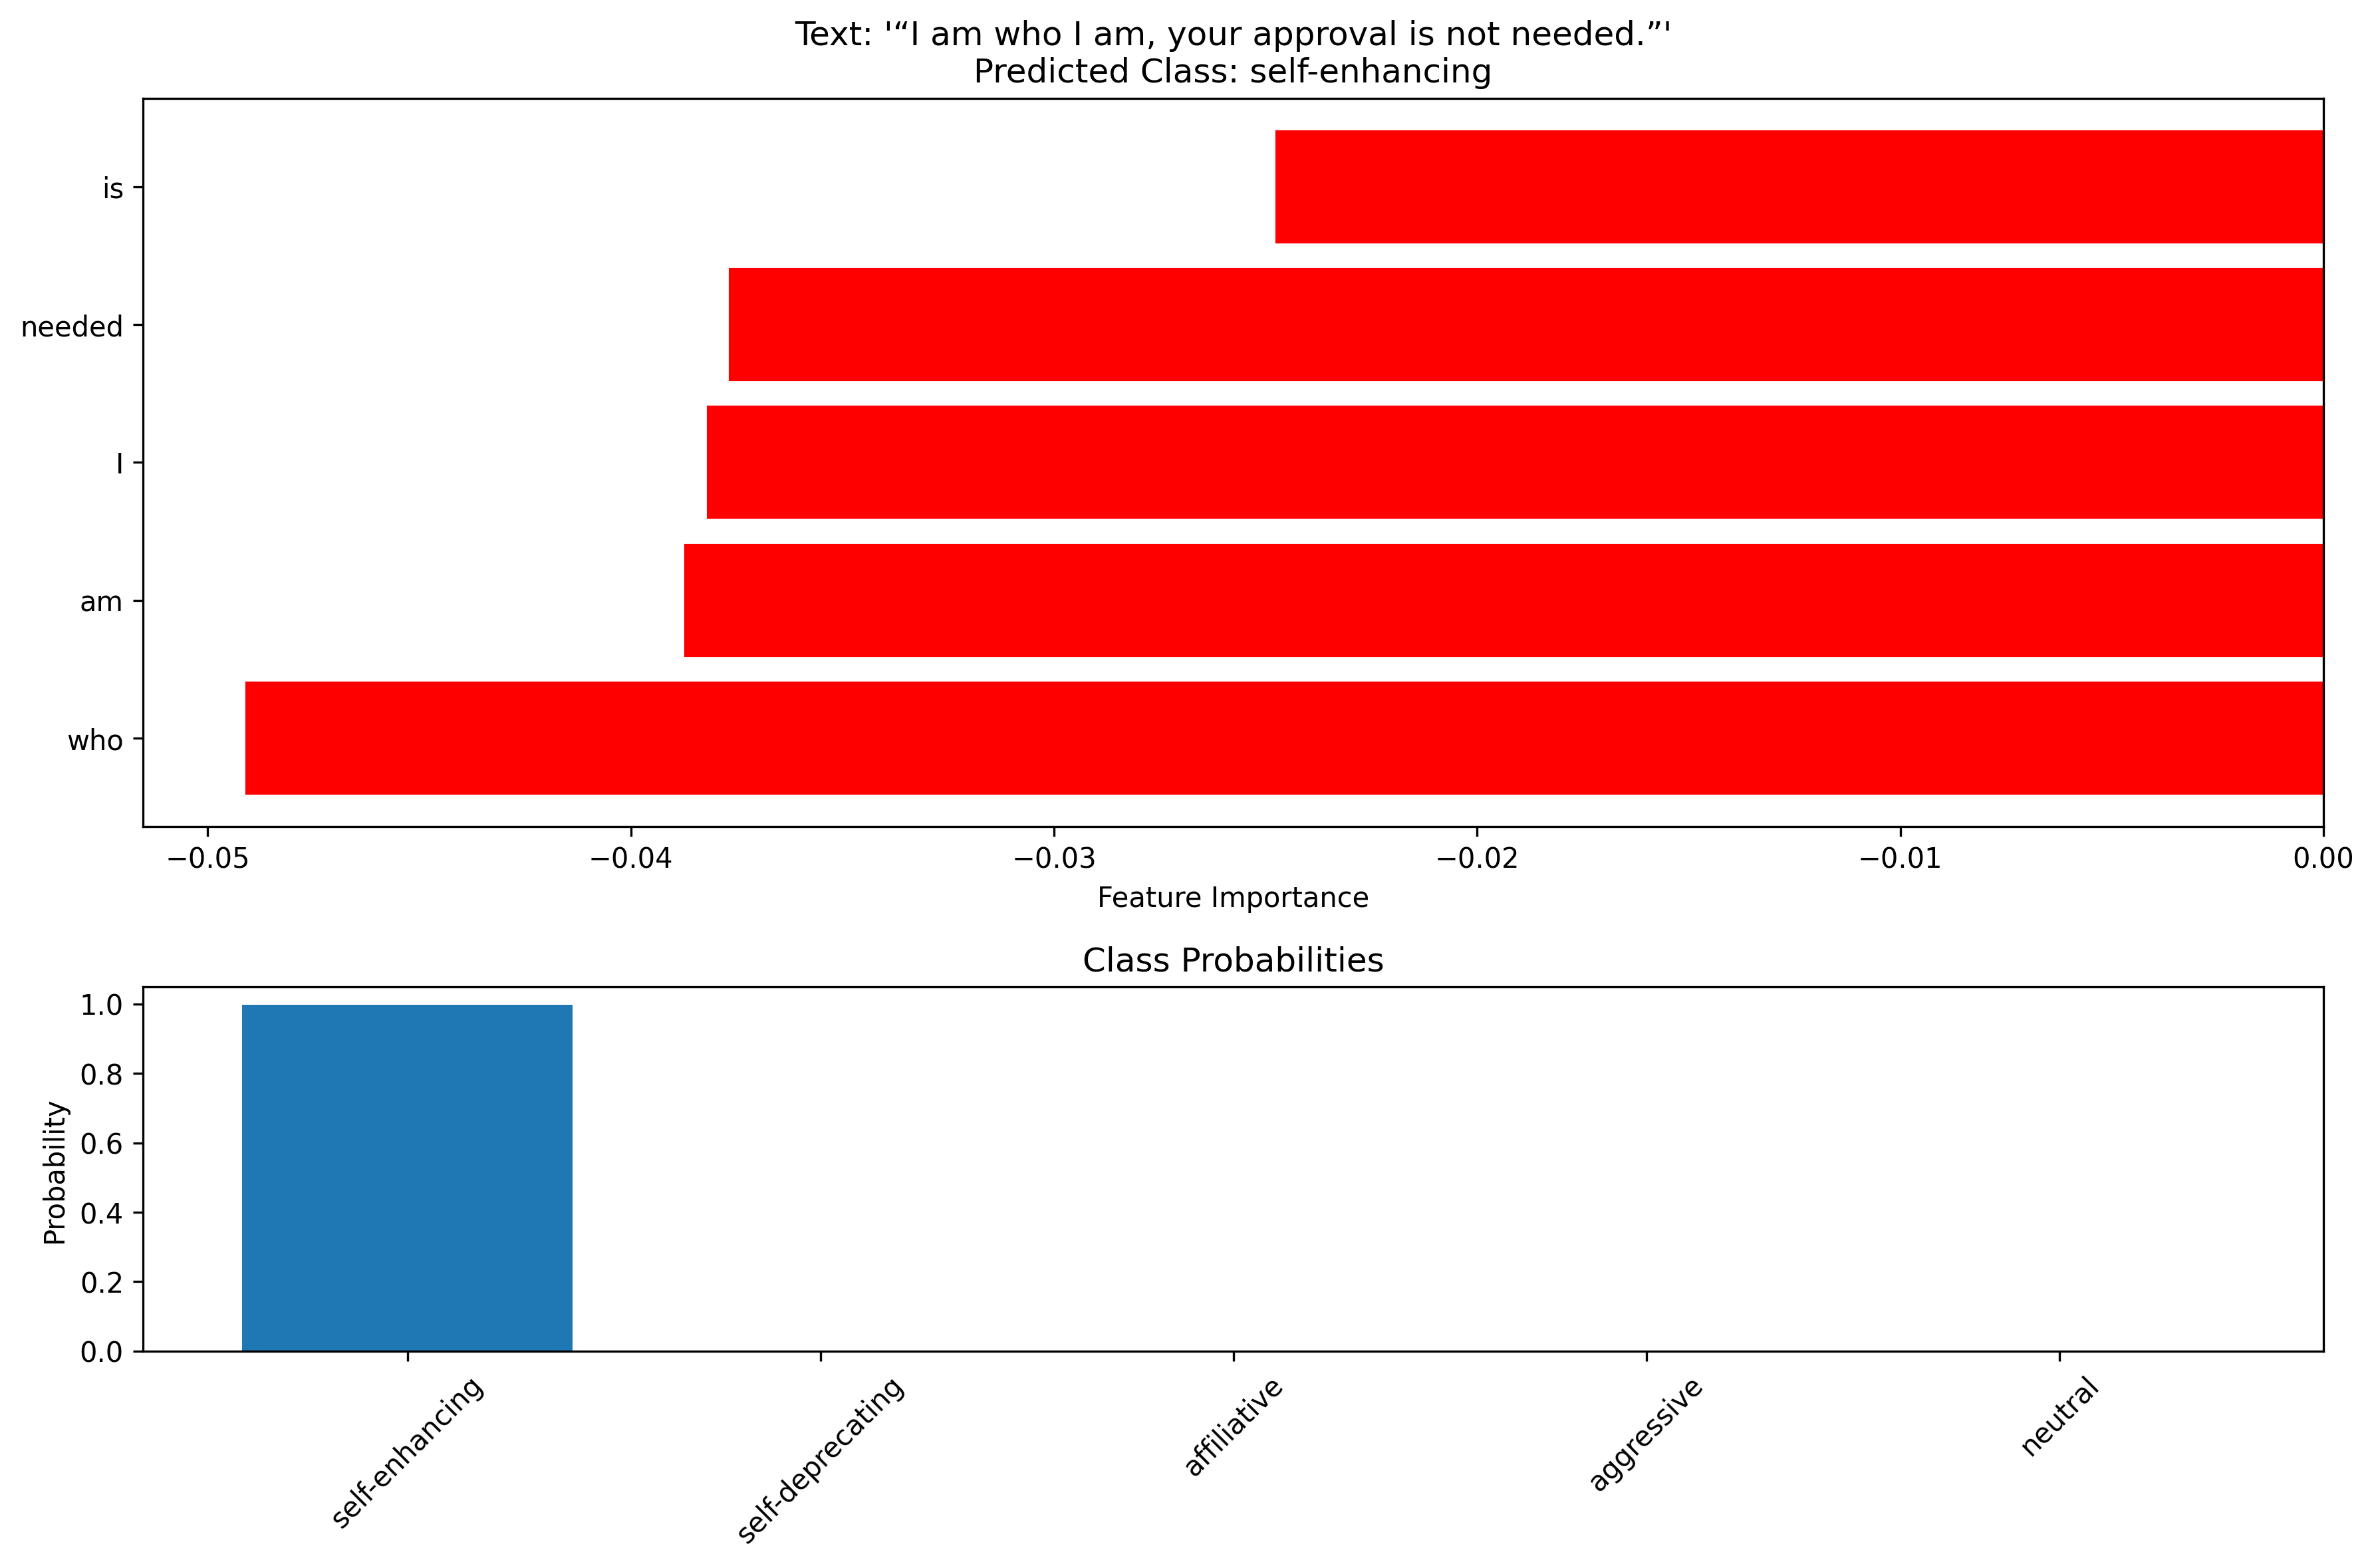 Text: '“I am who I am, your approval is not needed.”'
Predicted Class: self-enhancing
is
needed
I
am
who
−0.05 −0.04 −0.03 −0.02 −0.01 0.00
Feature Importance
Class Probabilities
Probability
1.0
0.8
0.6
0.4
0.2
0.0
self-enhancing self-deprecating affiliative aggressive neutral